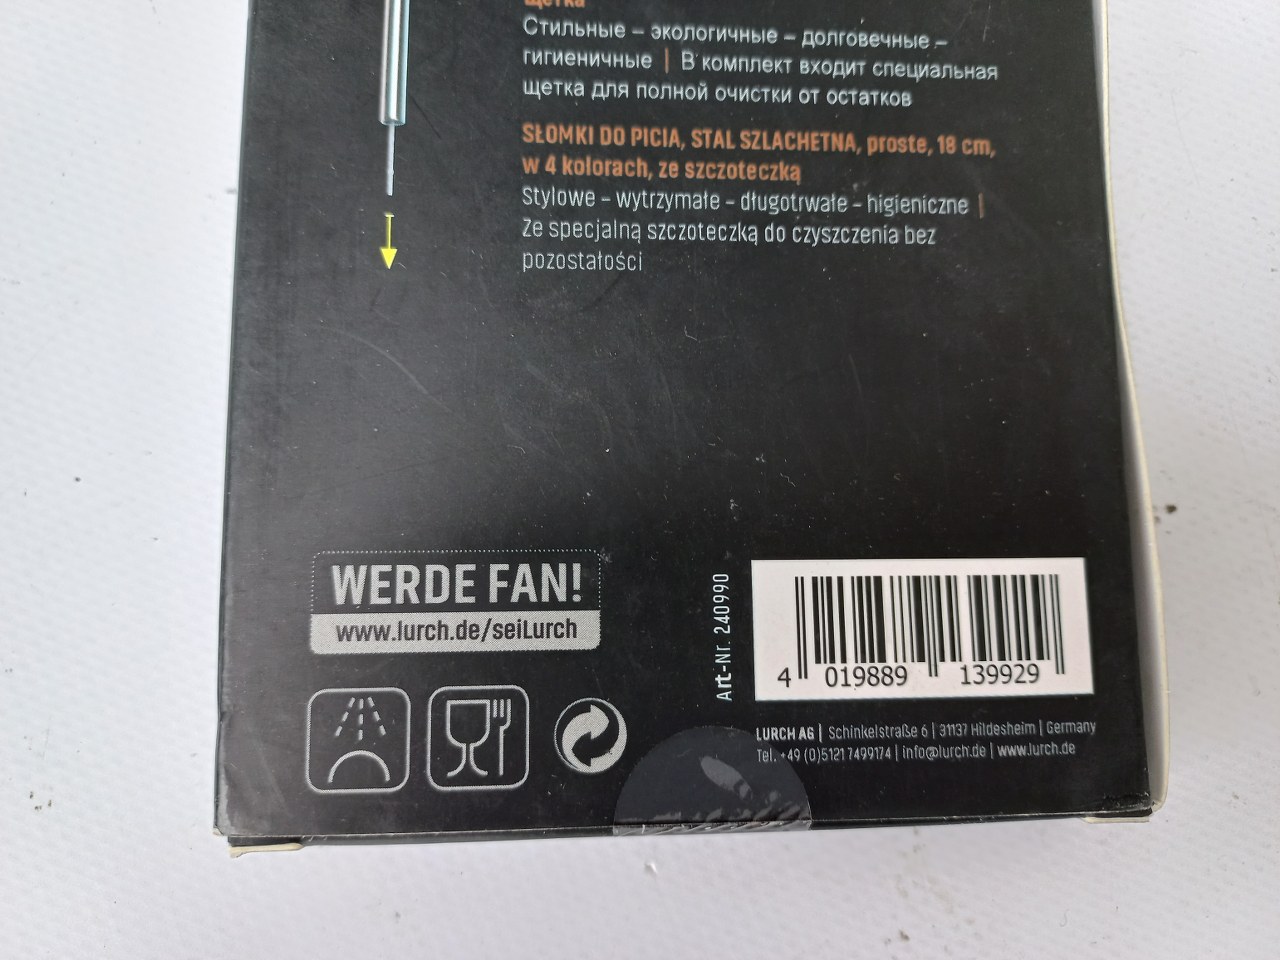 щетка
Стильные – экологичные – долговечные –
гигиеничные | В комплект входит специальная
щетка для полной очистки от остатков
SŁOMKI DO PICIA, STAL SZLACHETNA, proste, 18 cm,
w 4 kolorach, ze szczoteczką
Stylowe – wytrzymałe – długotrwałe – higieniczne |
Ze specjalną szczoteczką do czyszczenia bez
pozostałości
WERDE FAN!
www.lurch.de/seiLurch
Art-Nr. 240990
4 019889 139929
LURCH AG | Schinkelstraße 6 | 31137 Hildesheim | Germany
Tel. +49 (0)5121 7499174 | info@lurch.de | www.lurch.de